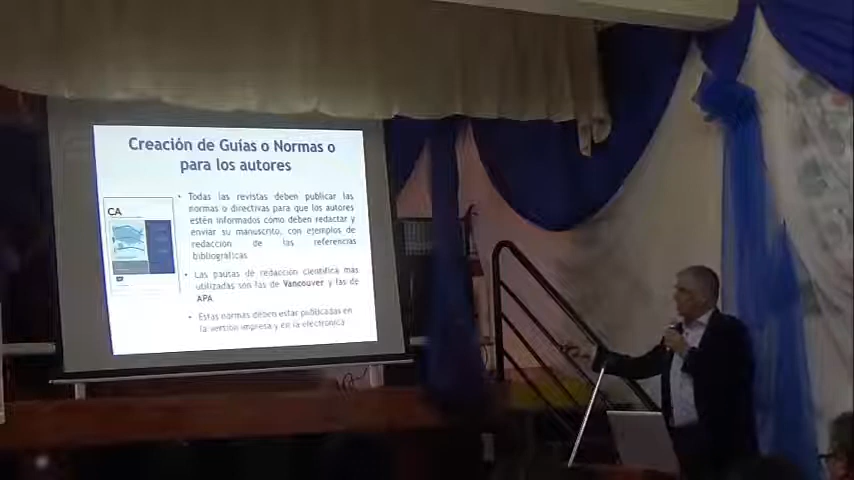 Creación de Guías o Normas o
para los autores
• Todas las revistas deben publicar las
normas o directivas para que los autores
estén informados como deben redactar y
enviar su manuscrito, con ejemplos de
redacción de las referencias
bibliográficas
CA
• Las pautas de redacción científica mas
utilizadas son las de Vancouver y las de
APA
• Estas normas deben estar publicadas en
la versión impresa y en la electronica